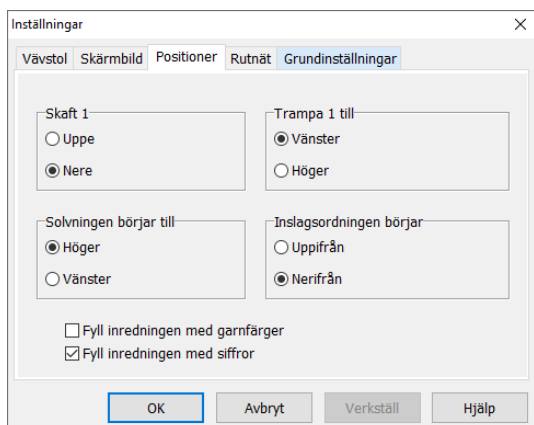 Inställningar
Vävstol Skärmbild Positioner Rutnät Grundinställningar
Skaft 1
Uppe
Nere
Trampa 1 till
Vänster
Höger
Solvningen börjar till
Höger
Vänster
Inslagsordningen börjar
Uppifrån
Nerifrån
Fyll inredningen med garnfärger
Fyll inredningen med siffror
OK Avbryt Verkställ Hjälp